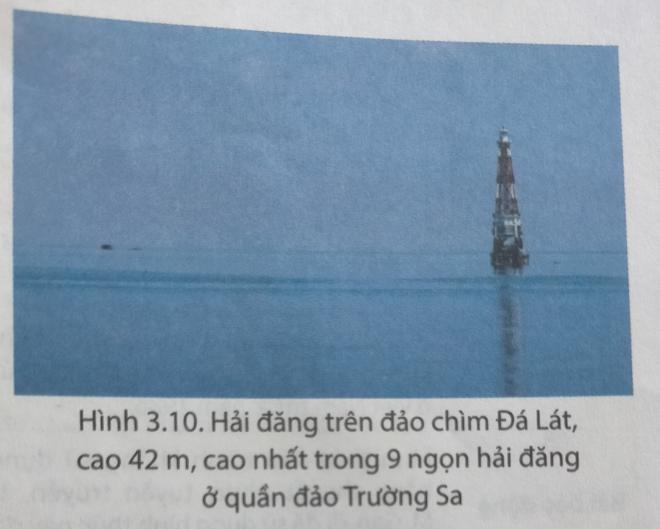 Hình 3.10. Hải đăng trên đảo chìm Đá Lát,
cao 42 m, cao nhất trong 9 ngọn hải đăng
ở quần đảo Trường Sa